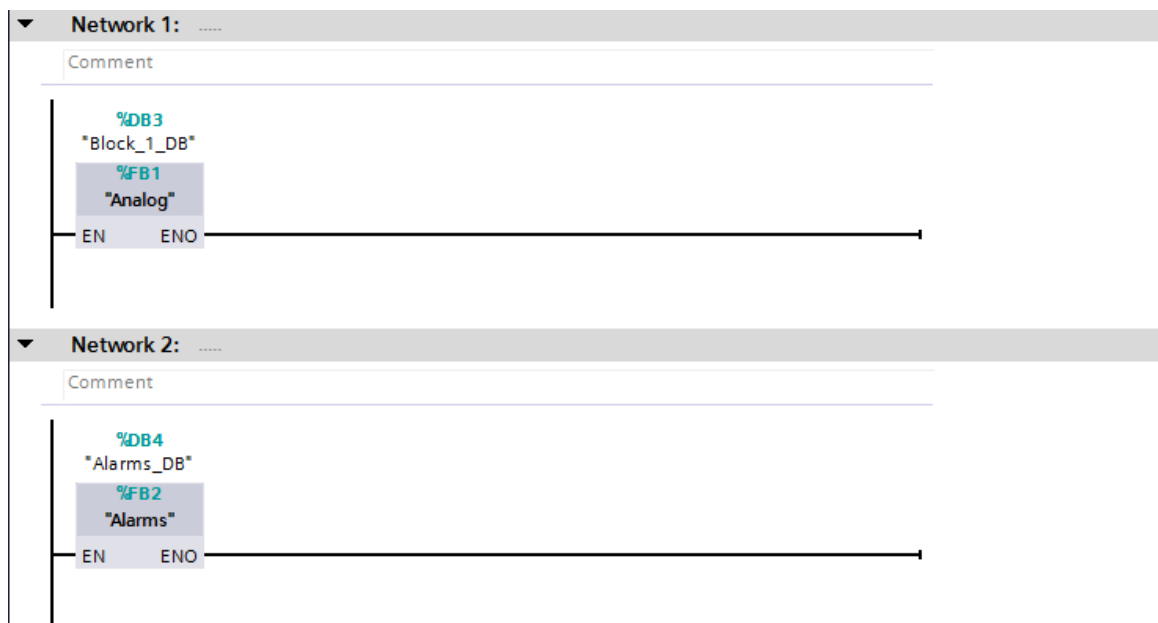 Network 1: .....
Comment
%DB3
"Block_1_DB"
%FB1
"Analog"
EN ENO
Network 2: .....
Comment
%DB4
"Alarms_DB"
%FB2
"Alarms"
EN ENO